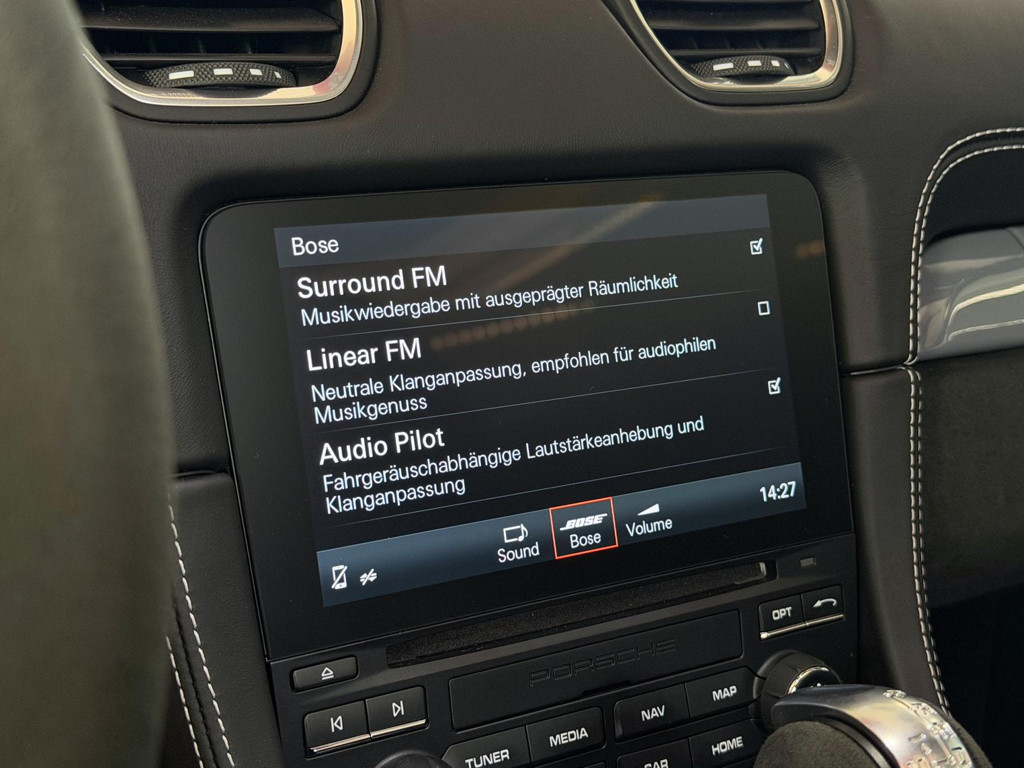 Bose
Surround FM
Musikwiedergabe mit ausgeprägter Räumlichkeit
Linear FM
Neutrale Klanganpassung, empfohlen für audiophilen
Musikgenuss
Audio Pilot
Fahrgeräuschabhängige Lautstärkeanhebung und
Klanganpassung
Sound
BOSE
Bose
Volume
14:27
PORSCHE
OPT
TUNER
MEDIA
NAV
MAP
CAR
HOME